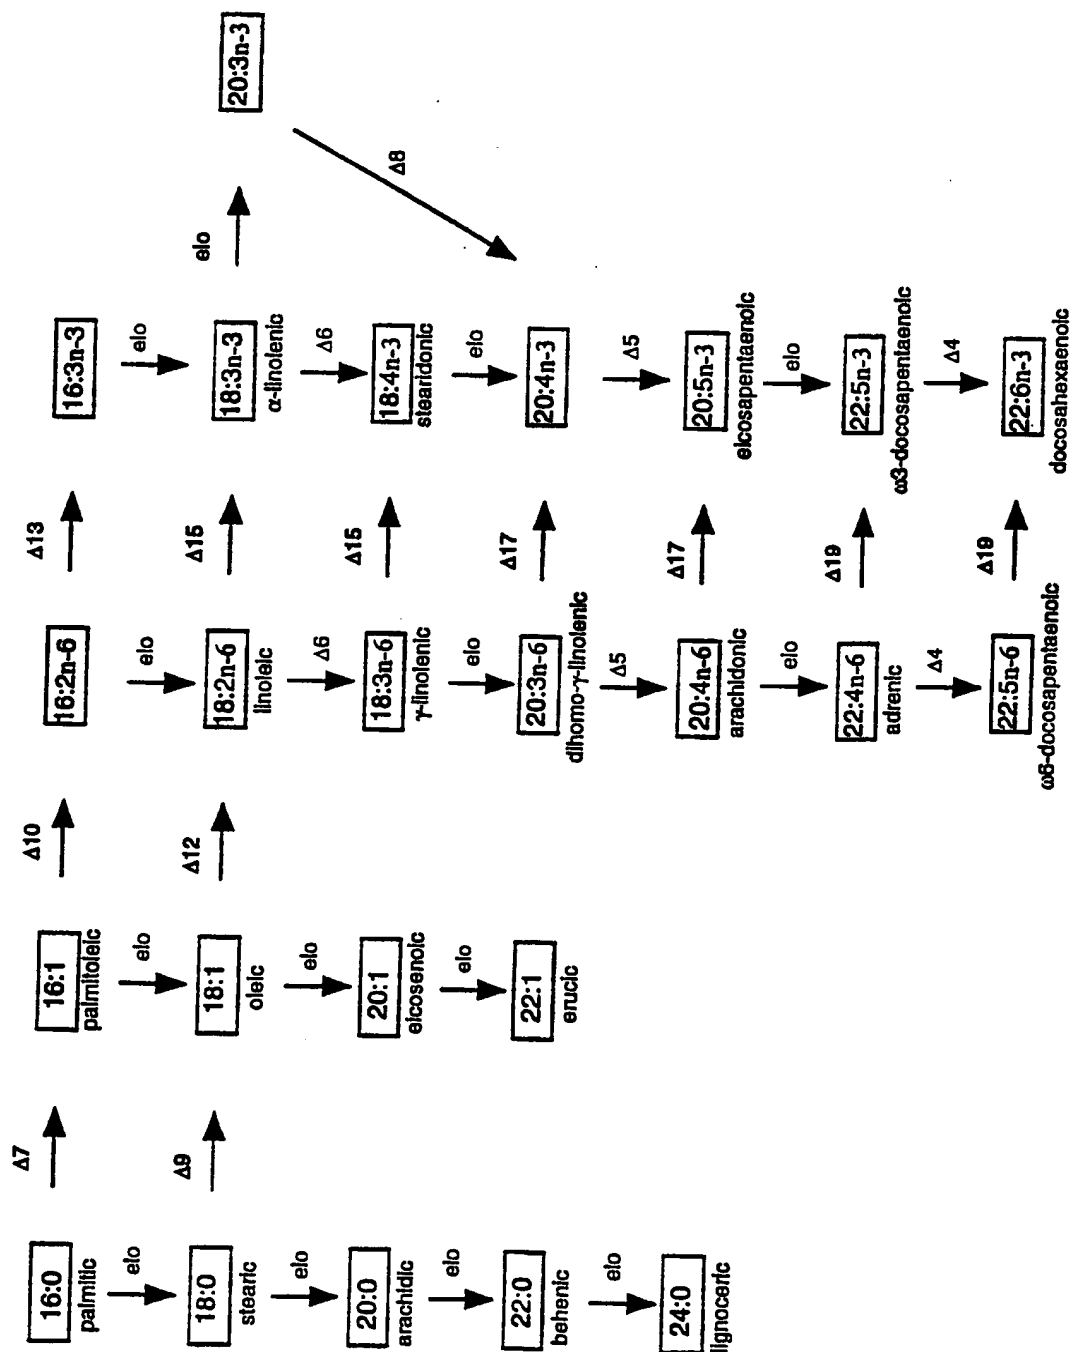 Δ7
Δ10
Δ13
16:0
16:1
16:2n-6
16:3n-3
palmitic
palmitoleic
elo
elo
elo
elo
Δ9
Δ12
Δ15
elo
18:0
18:1
18:2n-6
18:3n-3
20:3n-3
stearic
oleic
linoleic
α-linolenic
elo
elo
Δ6
Δ6
Δ15
20:0
20:1
18:3n-6
18:4n-3
arachidic
eicosenoic
γ-linolenic
stearidonic
Δ8
elo
elo
elo
elo
Δ17
22:0
22:1
20:3n-6
20:4n-3
behenic
erucic
dihomo-γ-linolenic
elo
Δ5
Δ5
Δ17
24:0
20:4n-6
20:5n-3
lignoceric
arachidonic
eicosapentaenoic
elo
elo
Δ19
22:4n-6
22:5n-3
adrenic
ω3-docosapentaenoic
Δ4
Δ4
Δ19
22:5n-6
22:6n-3
ω6-docosapentaenoic
docosahexaenoic